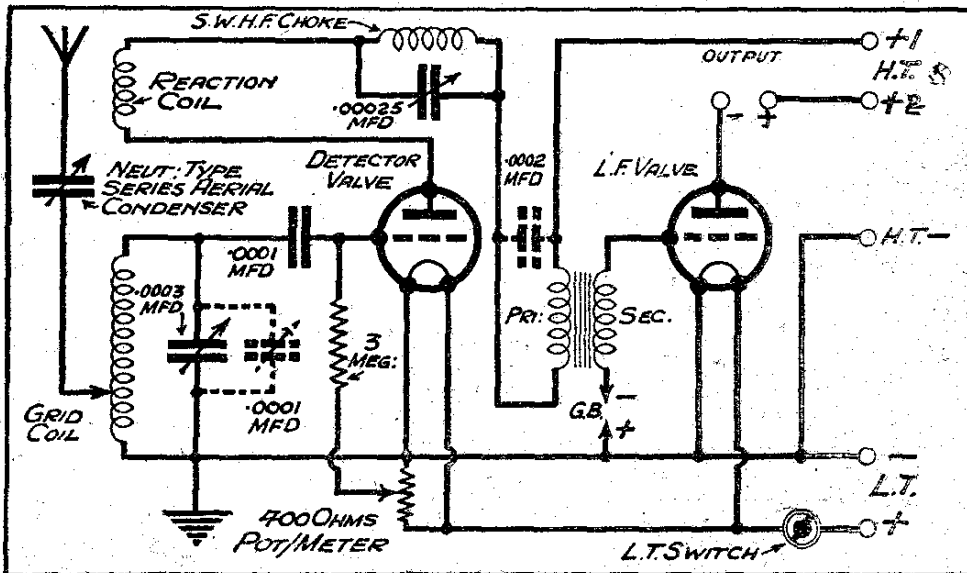 S.W.H.F. CHOKE
REACTION
COIL
.00025
MFD
OUTPUT
+1
H.T.S
+2
-
+
NEUT: TYPE
SERIES AERIAL
CONDENSER
DETECTOR
VALVE
.0002
MFD
L.F. VALVE
H.T.-
.0001
MFD
.0003
MFD
3
MEG:
PRI:
SEC.
G.B.
-
+
GRID
COIL
.0001
MFD
-
L.T.
+
400 OHMS
POT/METER
L.T. SWITCH